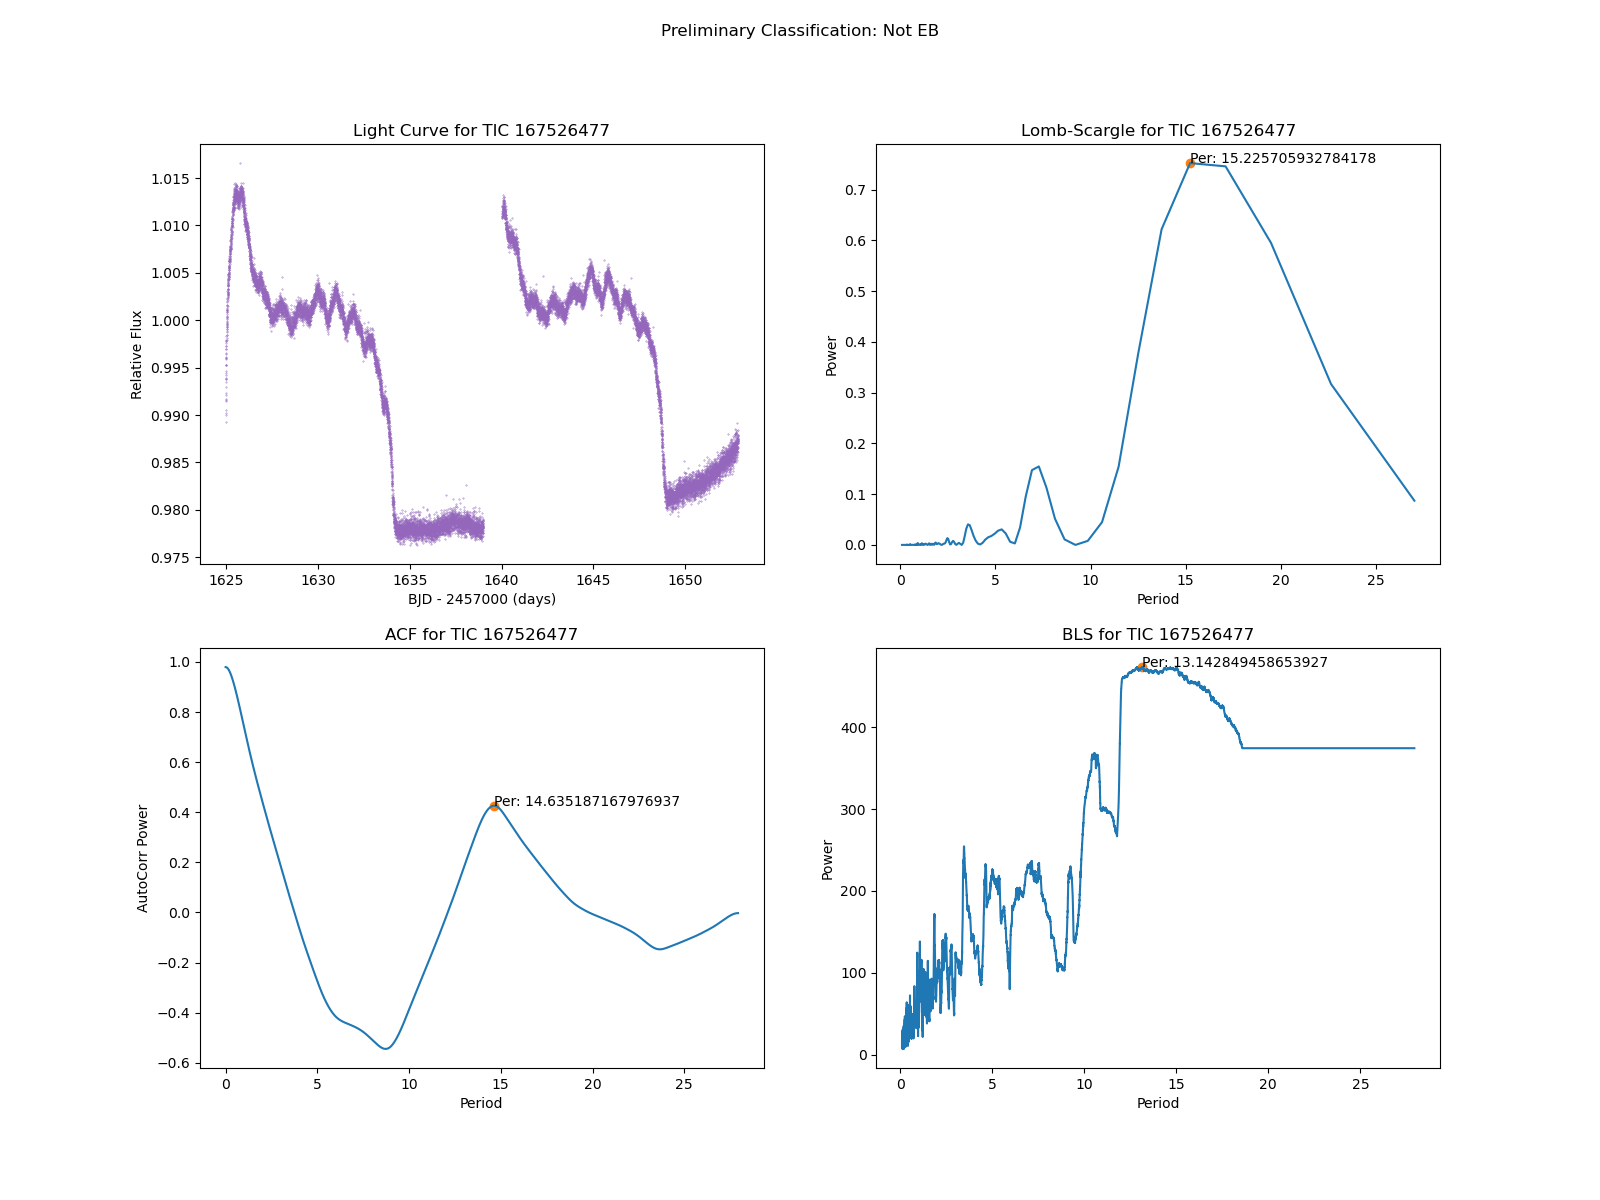 Preliminary Classification: Not EB
Light Curve for TIC 167526477
Relative Flux
1.015
1.010
1.005
1.000
0.995
0.990
0.985
0.980
0.975
1625 1630 1635 1640 1645 1650
BJD - 2457000 (days)
Lomb-Scargle for TIC 167526477
Per: 15.225705932784178
Power
0.7
0.6
0.5
0.4
0.3
0.2
0.1
0.0
0 5 10 15 20 25
Period
ACF for TIC 167526477
Per: 14.635187167976937
AutoCorr Power
1.0
0.8
0.6
0.4
0.2
0.0
−0.2
−0.4
−0.6
0 5 10 15 20 25
Period
BLS for TIC 167526477
Per: 13.142849458653927
Power
400
300
200
100
0
0 5 10 15 20 25
Period